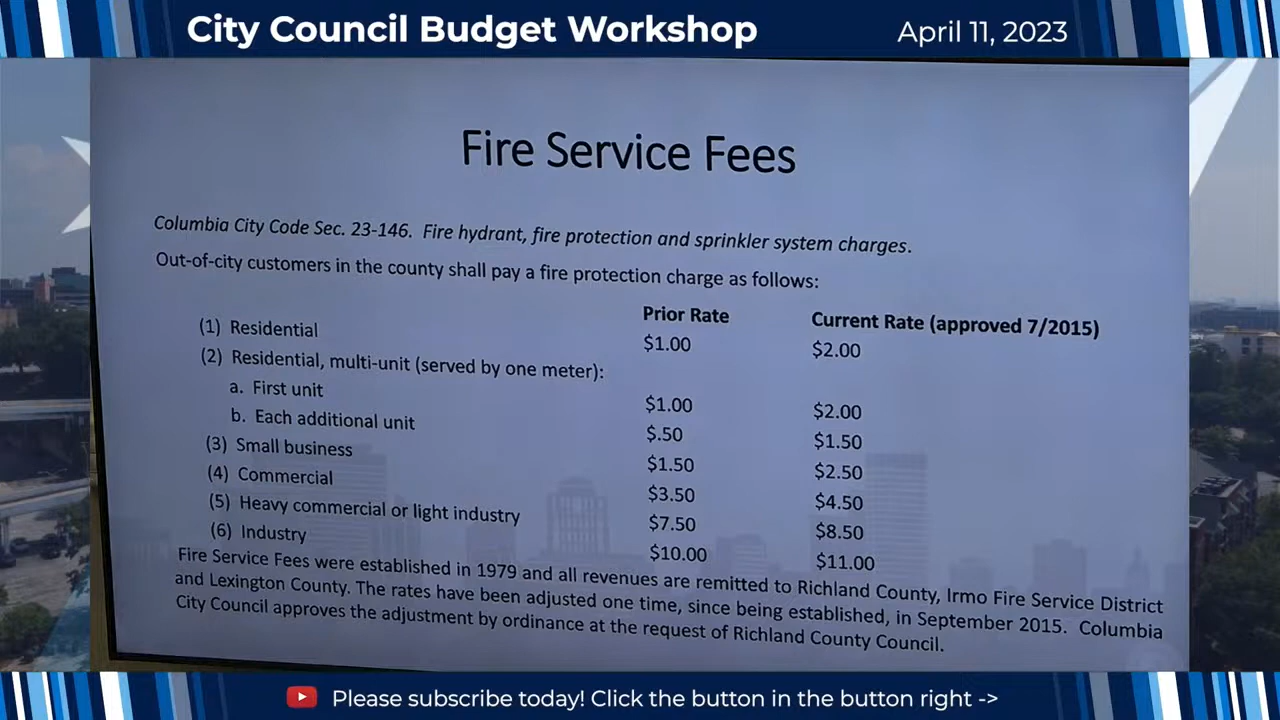 City Council Budget Workshop
April 11, 2023
Fire Service Fees
Columbia City Code Sec. 23-146. Fire hydrant, fire protection and sprinkler system charges.
Out-of-city customers in the county shall pay a fire protection charge as follows:
Prior Rate Current Rate (approved 7/2015)
(1) Residential $1.00 $2.00
(2) Residential, multi-unit (served by one meter):
a. First unit $1.00 $2.00
b. Each additional unit $.50 $1.50
(3) Small business $1.50 $2.50
(4) Commercial $3.50 $4.50
(5) Heavy commercial or light industry $7.50 $8.50
(6) Industry $10.00 $11.00
Fire Service Fees were established in 1979 and all revenues are remitted to Richland County, Irmo Fire Service District
and Lexington County. The rates have been adjusted one time, since being established, in September 2015. Columbia
City Council approves the adjustment by ordinance at the request of Richland County Council.
Please subscribe today! Click the button in the button right ->